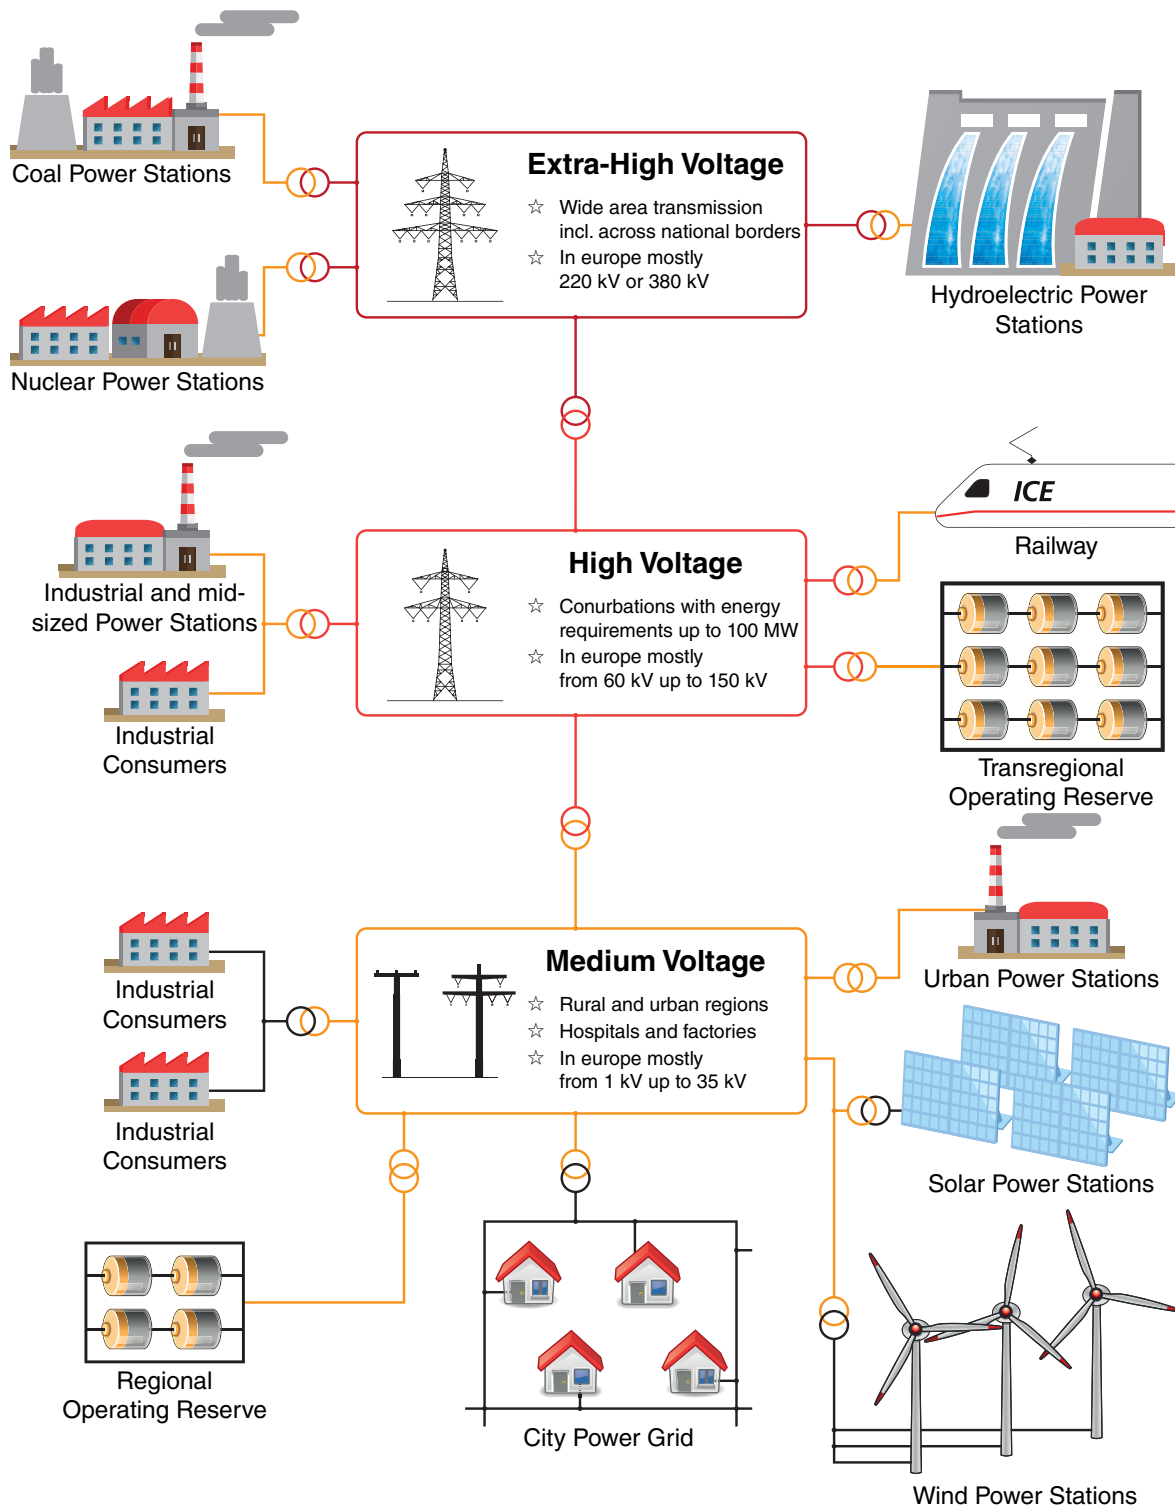 Coal Power Stations
Extra-High Voltage
☆ Wide area transmission
incl. across national borders
☆ In europe mostly
220 kV or 380 kV
Hydroelectric Power
Stations
Nuclear Power Stations
ICE
Railway
Industrial and mid-
sized Power Stations
High Voltage
☆ Conurbations with energy
requirements up to 100 MW
☆ In europe mostly
from 60 kV up to 150 kV
Industrial
Consumers
Transregional
Operating Reserve
Industrial
Consumers
Medium Voltage
☆ Rural and urban regions
☆ Hospitals and factories
☆ In europe mostly
from 1 kV up to 35 kV
Urban Power Stations
Industrial
Consumers
Solar Power Stations
Regional
Operating Reserve
City Power Grid
Wind Power Stations